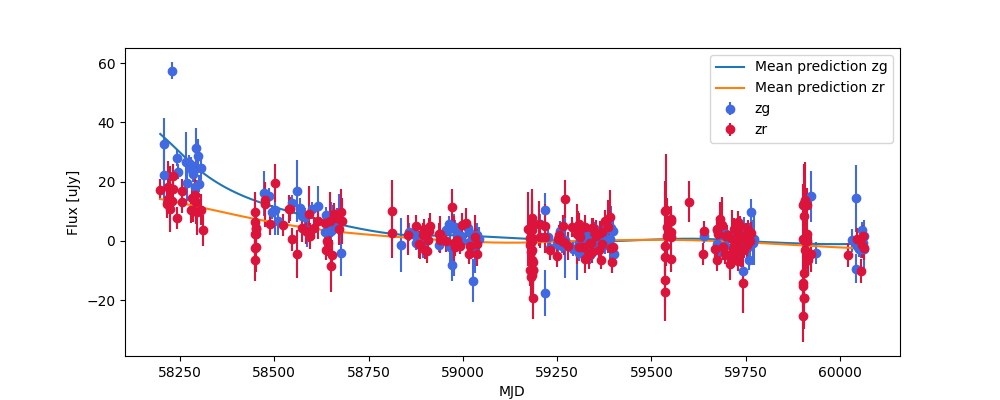 60
40
20
0
−20
Flux [uJy]
58250 58500 58750 59000 59250 59500 59750 60000
MJD
Mean prediction zg
Mean prediction zr
zg
zr